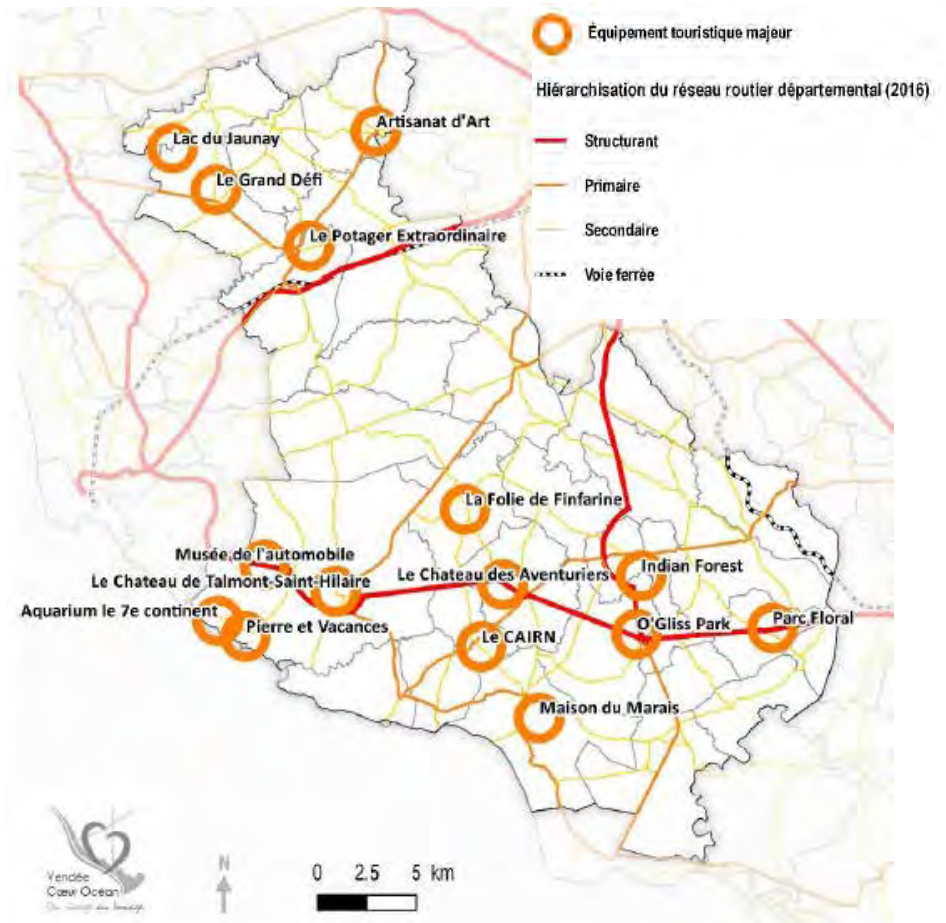 Équipement touristique majeur
Hiérarchisation du réseau routier départemental (2016)
Structurant
Primaire
Secondaire
Voie ferrée
Artisanat d'Art
Lac du Jaunay
Le Grand Défi
Le Potager Extraordinaire
La Folie de Finfarine
Musée de l'automobile
Le Chateau de Talmont-Saint-Hilaire
Le Chateau des Aventuriers
Indian Forest
Aquarium le 7e continent
Pierre et Vacances
O'Gliss Park
Parc Floral
Le CAIRN
Maison du Marais
Vendée
Cœur Océan
N
0 2.5 5 km